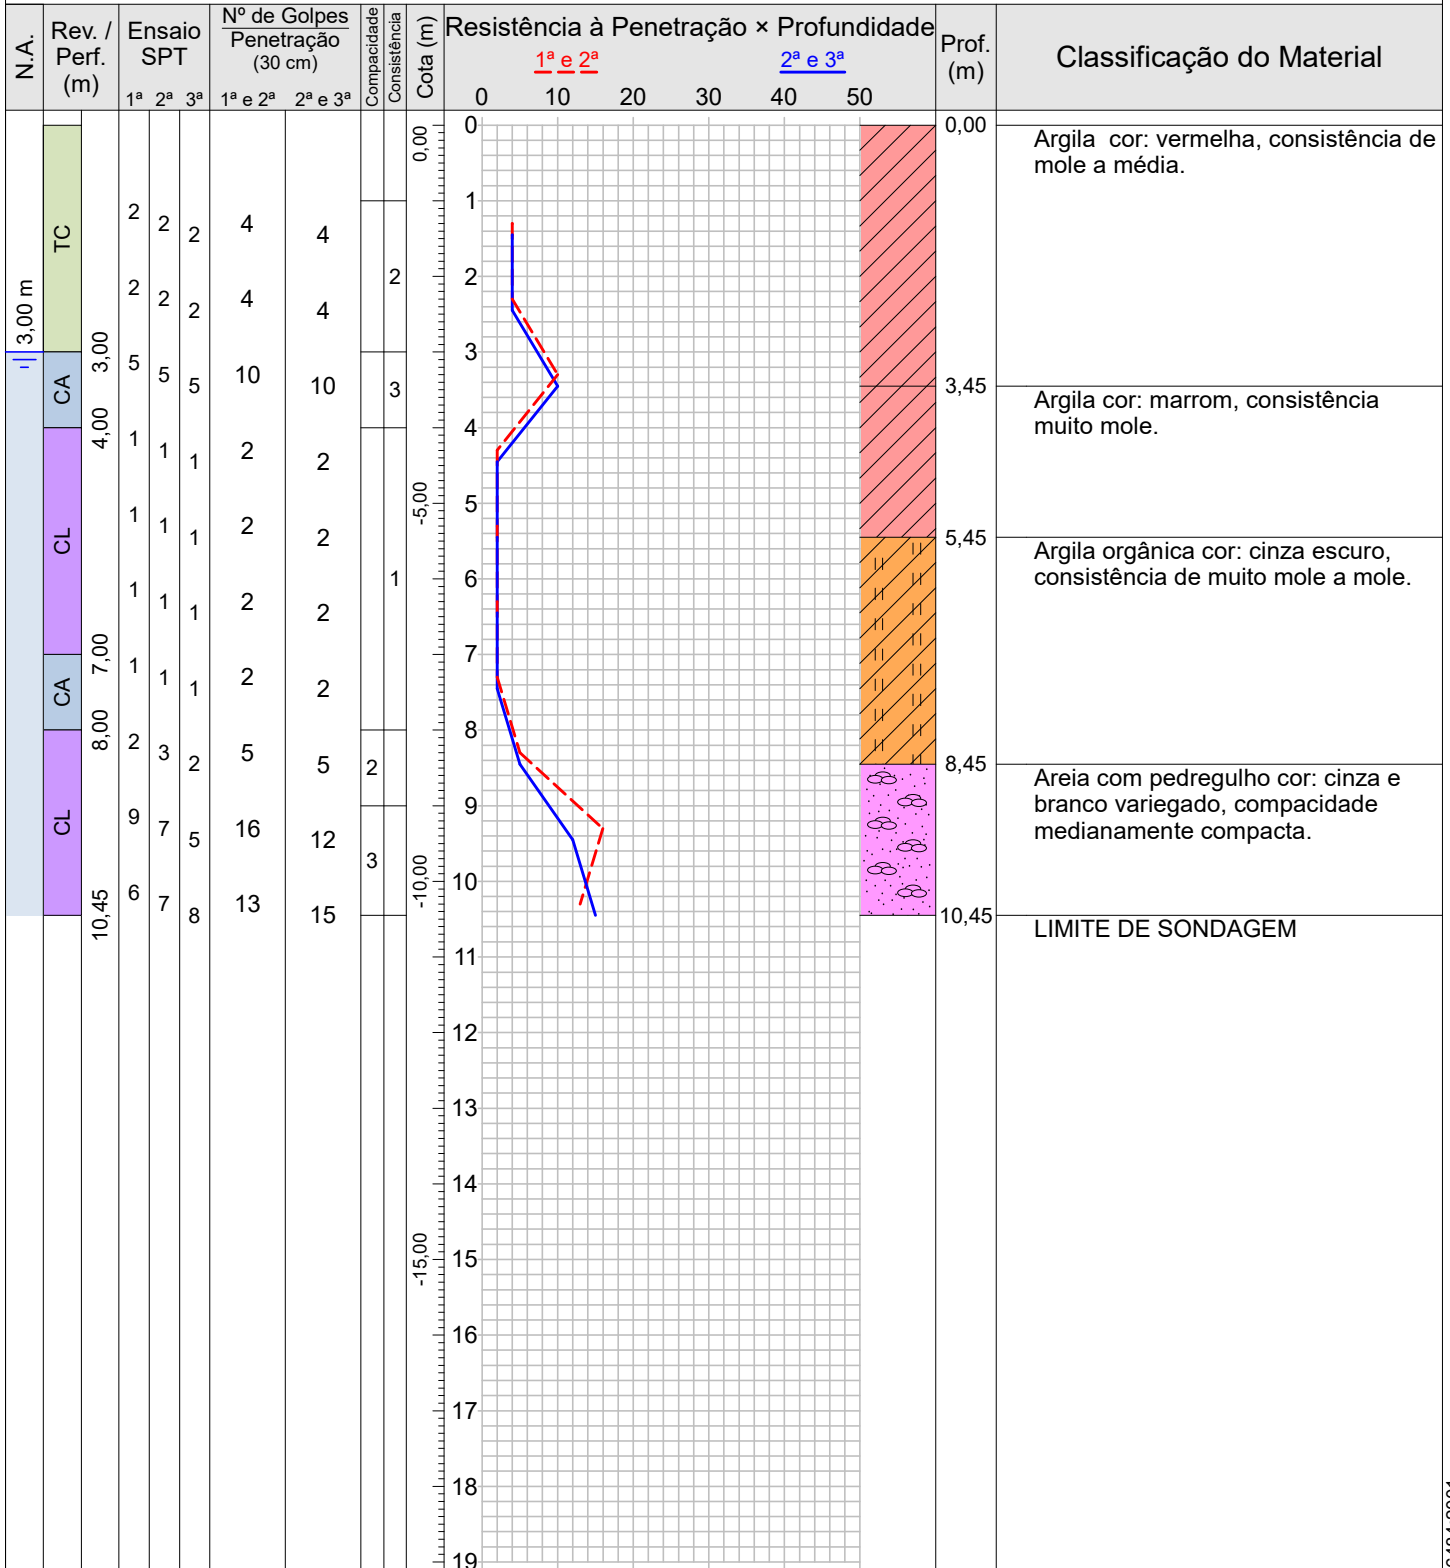 N.A.
Rev. /
Perf.
(m)
Ensaio
SPT
1ª 2ª 3ª
Nº de Golpes
Penetração
(30 cm)
1ª e 2ª 2ª e 3ª
Compacidade
Consistência
Cota (m)
Resistência à Penetração × Profundidade
1ª e 2ª 2ª e 3ª
0 10 20 30 40 50
Prof.
(m)
Classificação do Material
3,00 m
TC
3,00
CA
4,00
CL
7,00
CA
8,00
CL
10,45
2 2 2 4 4
2 2 2 4 4
5 5 5 10 10
1 1 1 2 2
1 1 1 2 2
1 1 1 2 2
1 1 1 2 2
2 3 2 5 5
9 7 5 16 12
6 7 8 13 15
2
3
1
2
3
0,00
-5,00
-10,00
-15,00
0
1
2
3
4
5
6
7
8
9
10
11
12
13
14
15
16
17
18
19
0,00
Argila cor: vermelha, consistência de
mole a média.
3,45
Argila cor: marrom, consistência
muito mole.
5,45
Argila orgânica cor: cinza escuro,
consistência de muito mole a mole.
8,45
Areia com pedregulho cor: cinza e
branco variegado, compacidade
medianamente compacta.
10,45
LIMITE DE SONDAGEM